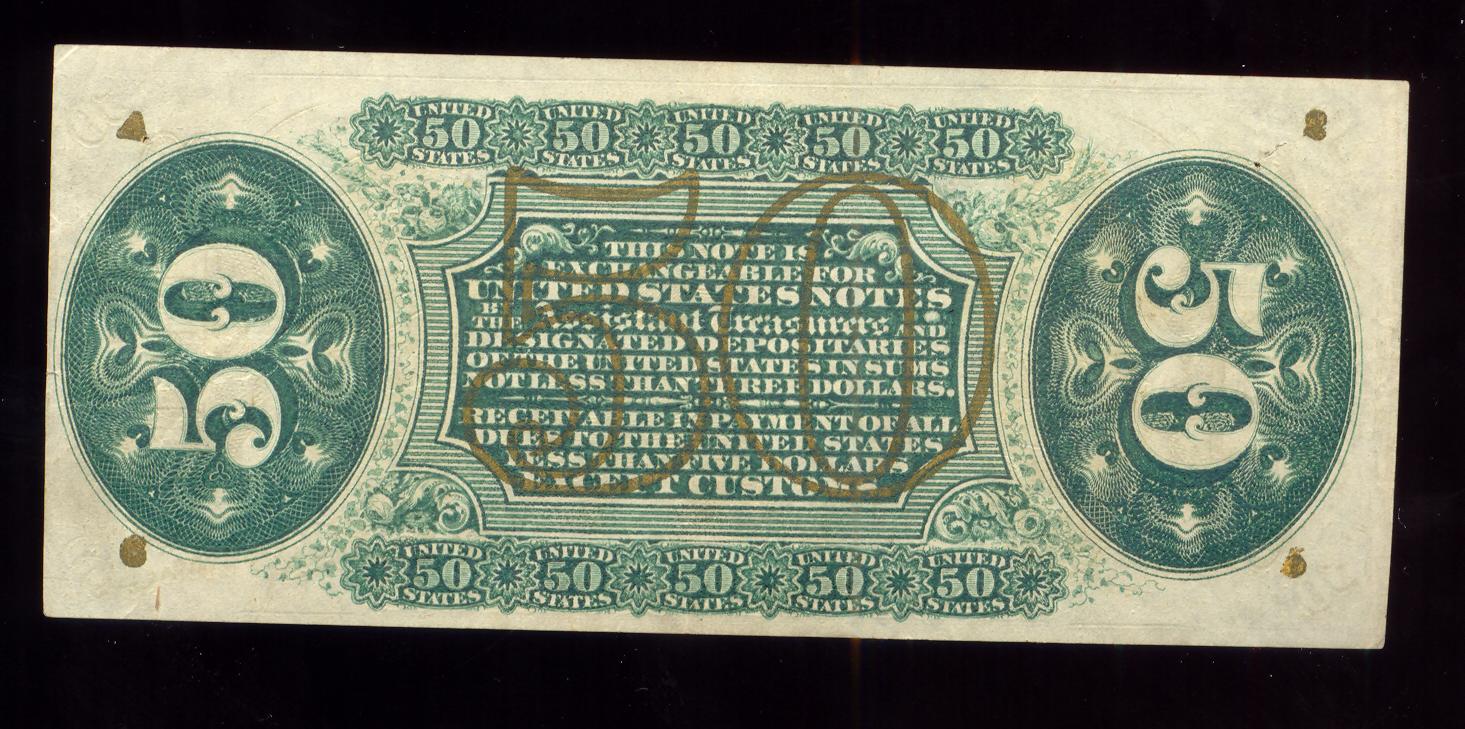 UNITED UNITED UNITED UNITED UNITED
50 50 50 50 50
STATES STATES STATES STATES STATES
50
THIS NOTE IS
EXCHANGEABLE FOR
UNITED STATES NOTES
BY
THE Assistant Treasurers AND
DESIGNATED DEPOSITARIES
OF THE UNITED STATES IN SUMS
NOT LESS THAN THREE DOLLARS.
RECEIVABLE IN PAYMENT OF ALL
DUES TO THE UNITED STATES
LESS THAN FIVE DOLLARS
EXCEPT CUSTOMS.
50
50
UNITED UNITED UNITED UNITED UNITED
50 50 50 50 50
STATES STATES STATES STATES STATES